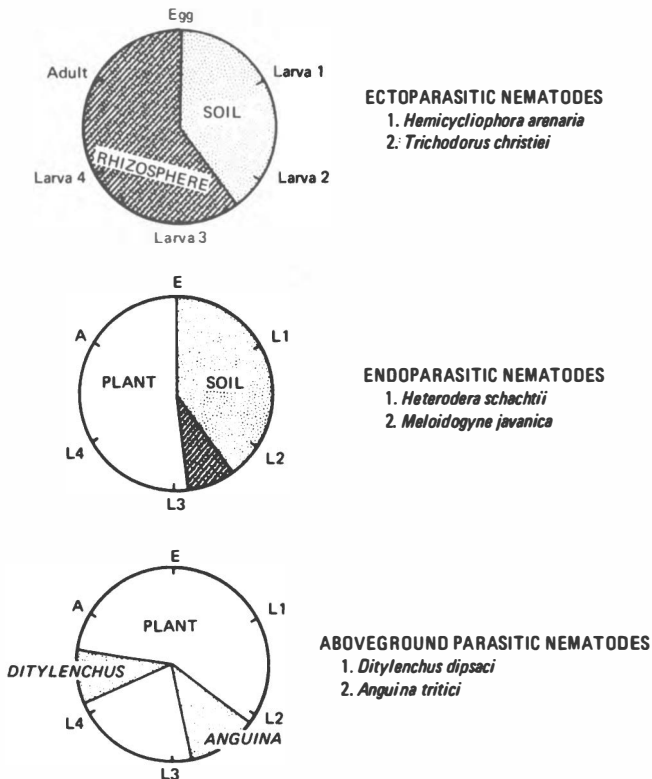 Egg
Adult
Larva 1
SOIL
RHIZOSPHERE
Larva 4
Larva 2
Larva 3
ECTOPARASITIC NEMATODES
1. Hemicycliophora arenaria
2. Trichodorus christiei
E
A
L1
PLANT
SOIL
L4
L2
L3
ENDOPARASITIC NEMATODES
1. Heterodera schachtii
2. Meloidogyne javanica
E
A
L1
PLANT
DITYLENCHUS
L4
L2
ANGUINA
L3
ABOVEGROUND PARASITIC NEMATODES
1. Ditylenchus dipsaci
2. Anguina tritici